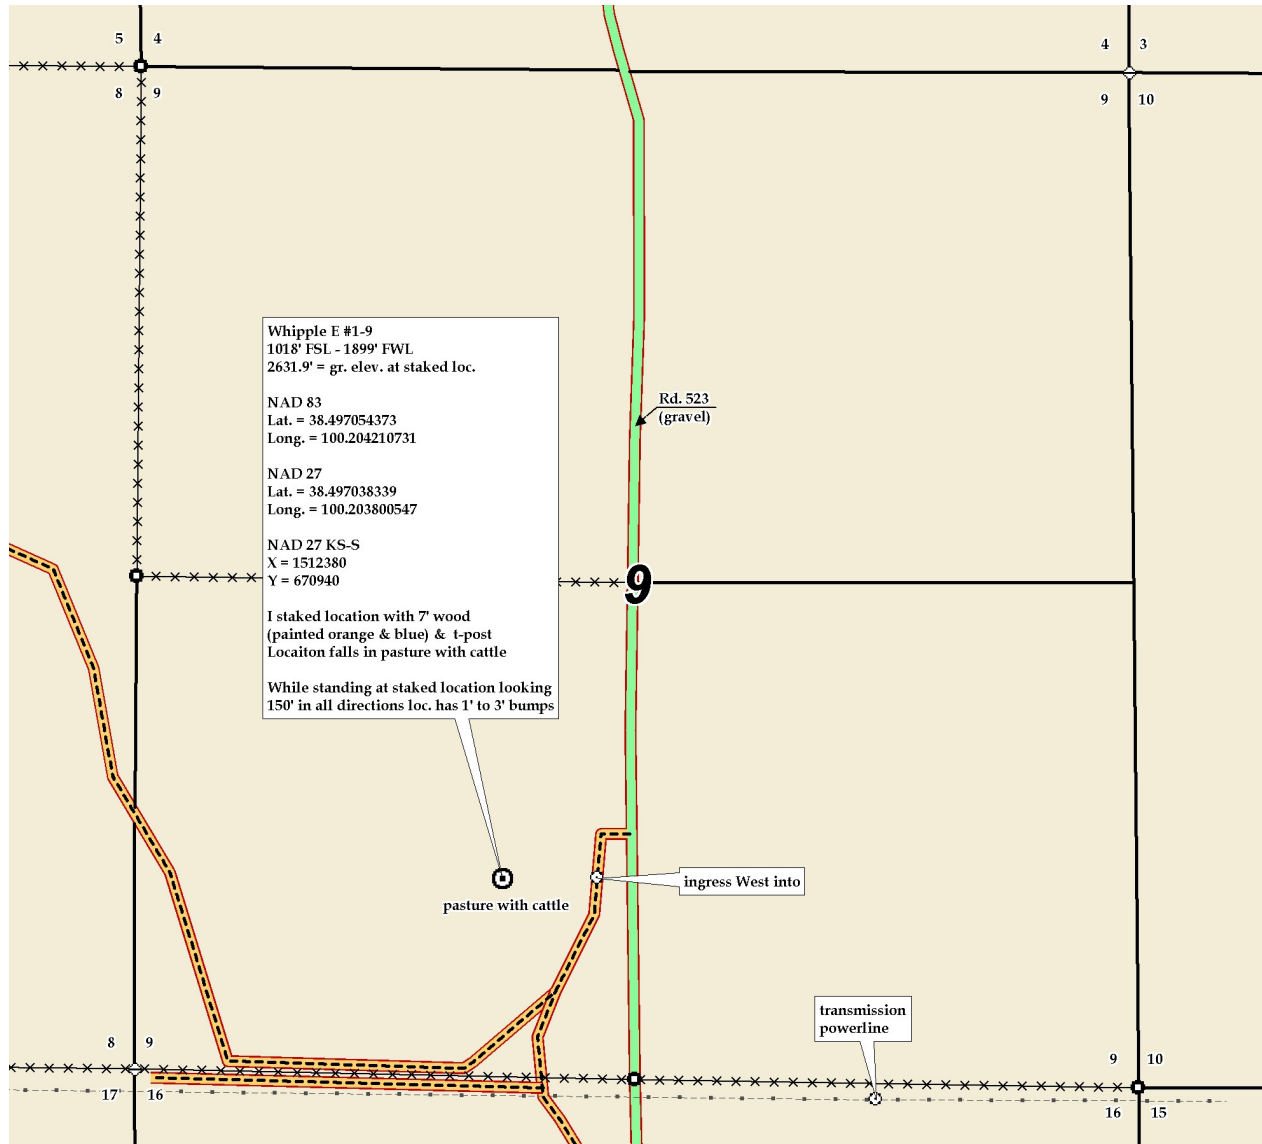 5 4
4 3
8 9
9 10
Whipple E #1-9
1018' FSL - 1899' FWL
2631.9' = gr. elev. at staked loc.
NAD 83
Lat. = 38.497054373
Long. = 100.204210731
NAD 27
Lat. = 38.497038339
Long. = 100.203800547
NAD 27 KS-S
X = 1512380
Y = 670940
I staked location with 7' wood
(painted orange & blue) & t-post
Locaiton falls in pasture with cattle
While standing at staked location looking
150' in all directions loc. has 1' to 3' bumps
Rd. 523
(gravel)
9
ingress West into
pasture with cattle
transmission
powerline
8 9
9 10
17 16
16 15